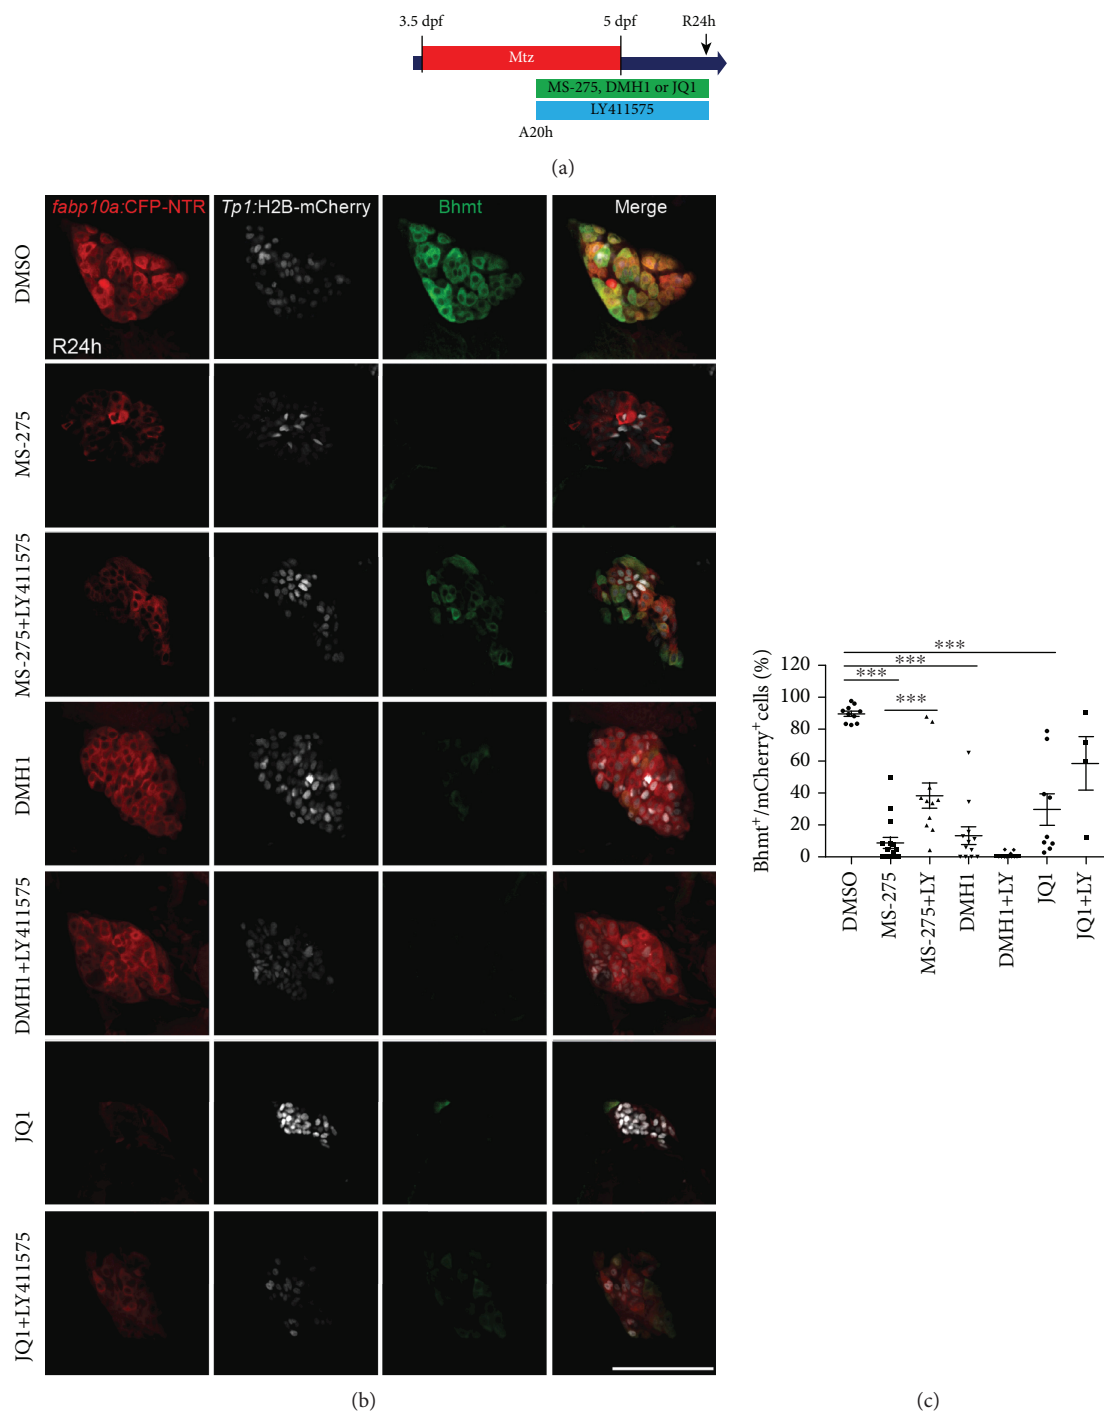 3.5 dpf 5 dpf R24h
Mtz
MS-275, DMH1 or JQ1
LY411575
A20h
(a)
fabp10a:CFP-NTR Tp1:H2B-mCherry Bhmt Merge
DMSO
R24h
MS-275
MS-275+LY411575
DMH1
DMH1+LY411575
JQ1
JQ1+LY411575
(b)
Bhmt+/mCherry+cells (%)
120
100
80
60
40
20
0
***
***
***
***
DMSO
MS-275
MS-275+LY
DMH1
DMH1+LY
JQ1
JQ1+LY
(c)